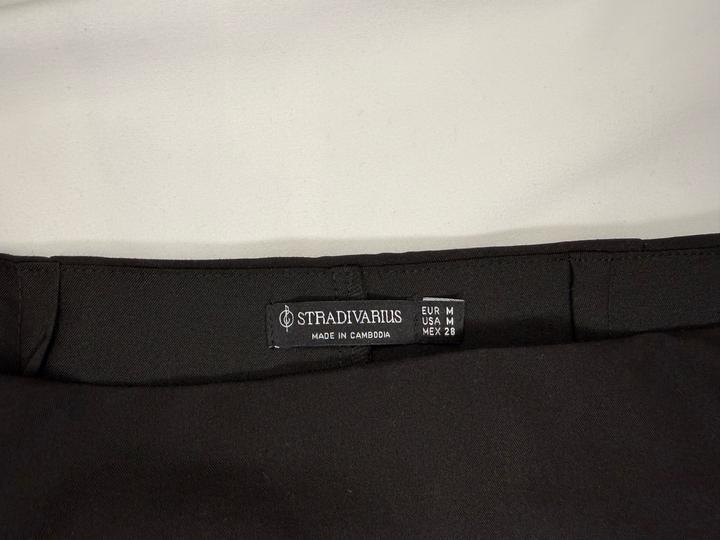 STRADIVARIUS
MADE IN CAMBODIA
EUR M
USA M
MEX 28